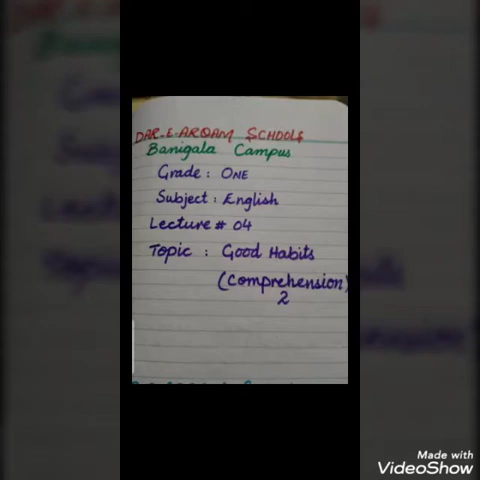 DAR-E-ARQAM SCHOOLS
Banigala Campus
Grade : ONE
Subject : English
Lecture # 04
Topic : Good Habits
(Comprehension)
2
Made with
VideoShow